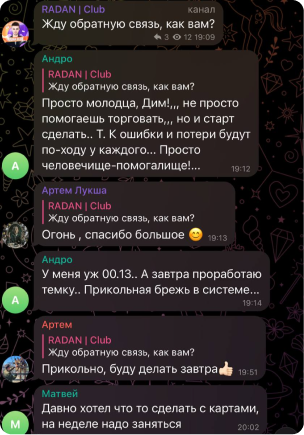 RADAN | Club канал
Жду обратную связь, как вам?
3 12 19:09
Андро
RADAN | Club
Жду обратную связь, как вам?
Просто молодца, Дим!,,, не просто
помогаешь торговать,,, но и старт
сделать.. Т. К ошибки и потери будут
по-ходу у каждого... Просто
человечище-помогалище!...
19:12
A
Артем Лукша
RADAN | Club
Жду обратную связь, как вам?
Огонь , спасибо большое 😊 19:13
Андро
У меня уж 00.13.. А завтра проработаю
темку.. Прикольная брежь в системе...
19:14
A
Артем
RADAN | Club
Жду обратную связь, как вам?
Прикольно, буду делать завтра👍🏻 19:51
Матвей
Давно хотел что то сделать с картами,
на неделе надо заняться
20:02
М